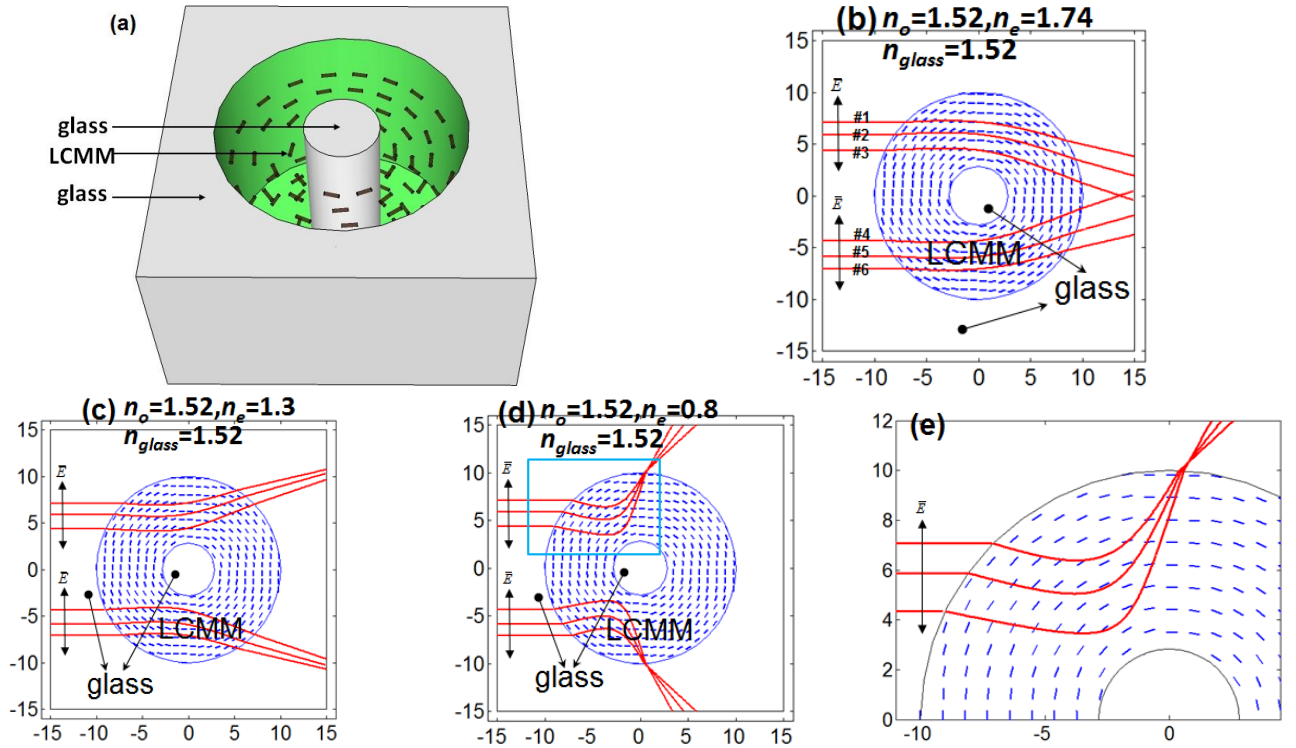 (a)
glass
LCMM
glass
(b) nₒ=1.52,nₑ=1.74
n_glass=1.52
15
10
5
0
-5
-10
-15
E
#1
#2
#3
E
#4
#5
#6
LCMM
glass
-15 -10 -5 0 5 10 15
(c) nₒ=1.52,nₑ=1.3
n_glass=1.52
15
10
5
0
-5
-10
-15
E
E
LCMM
glass
-15 -10 -5 0 5 10 15
(d) nₒ=1.52,nₑ=0.8
n_glass=1.52
15
10
5
0
-5
-10
-15
E
E
LCMM
glass
-15 -10 -5 0 5 10 15
(e)
12
10
8
6
4
2
0
E
-10 -5 0